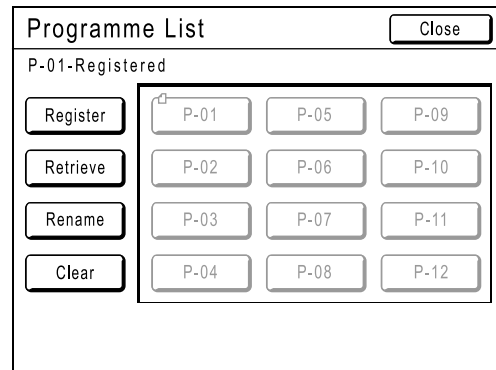 Programme List Close
P-01-Registered
Register P-01 P-05 P-09
Retrieve P-02 P-06 P-10
Rename P-03 P-07 P-11
Clear P-04 P-08 P-12